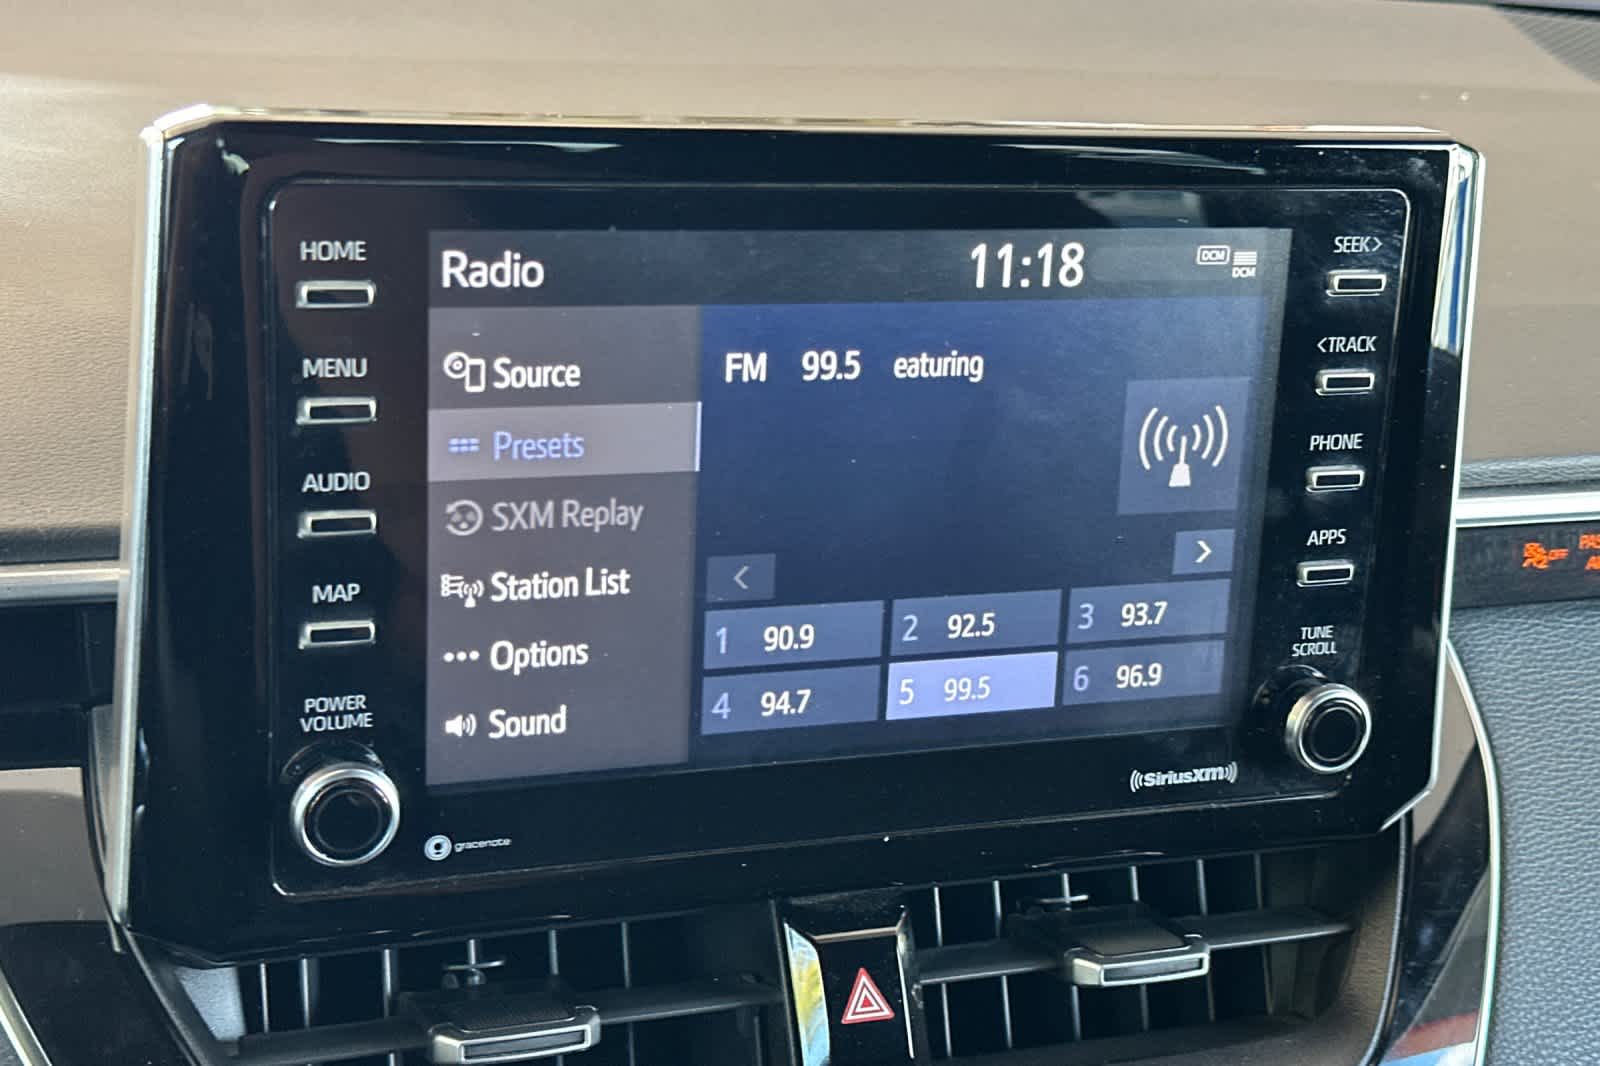 HOME
MENU
AUDIO
MAP
POWER
VOLUME
Radio
11:18
DCM
DCM
Source
Presets
SXM Replay
Station List
Options
Sound
FM 99.5 eaturing
<
>
1 90.9
2 92.5
3 93.7
4 94.7
5 99.5
6 96.9
gracenote
SiriusXM
SEEK>
<TRACK
PHONE
APPS
TUNE
SCROLL
OFF